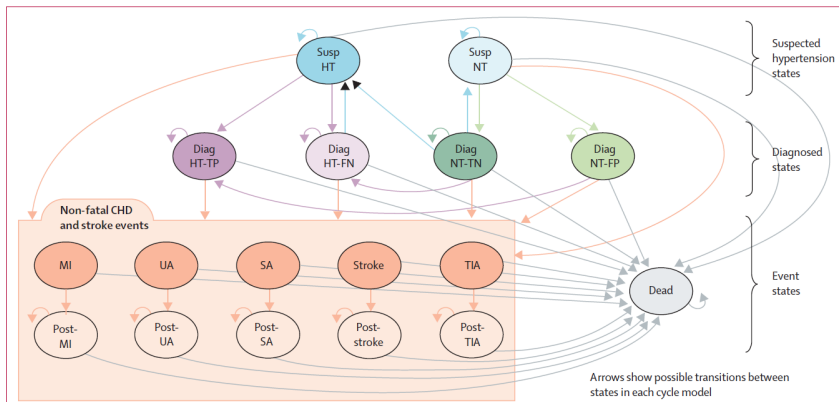 Susp
HT
Susp
NT
Suspected
hypertension
states
Diag
HT-TP
Diag
HT-FN
Diag
NT-TN
Diag
NT-FP
Diagnosed
states
Non-fatal CHD
and stroke events
MI
UA
SA
Stroke
TIA
Dead
Event
states
Post-
MI
Post-
UA
Post-
SA
Post-
stroke
Post-
TIA
Arrows show possible transitions between
states in each cycle model